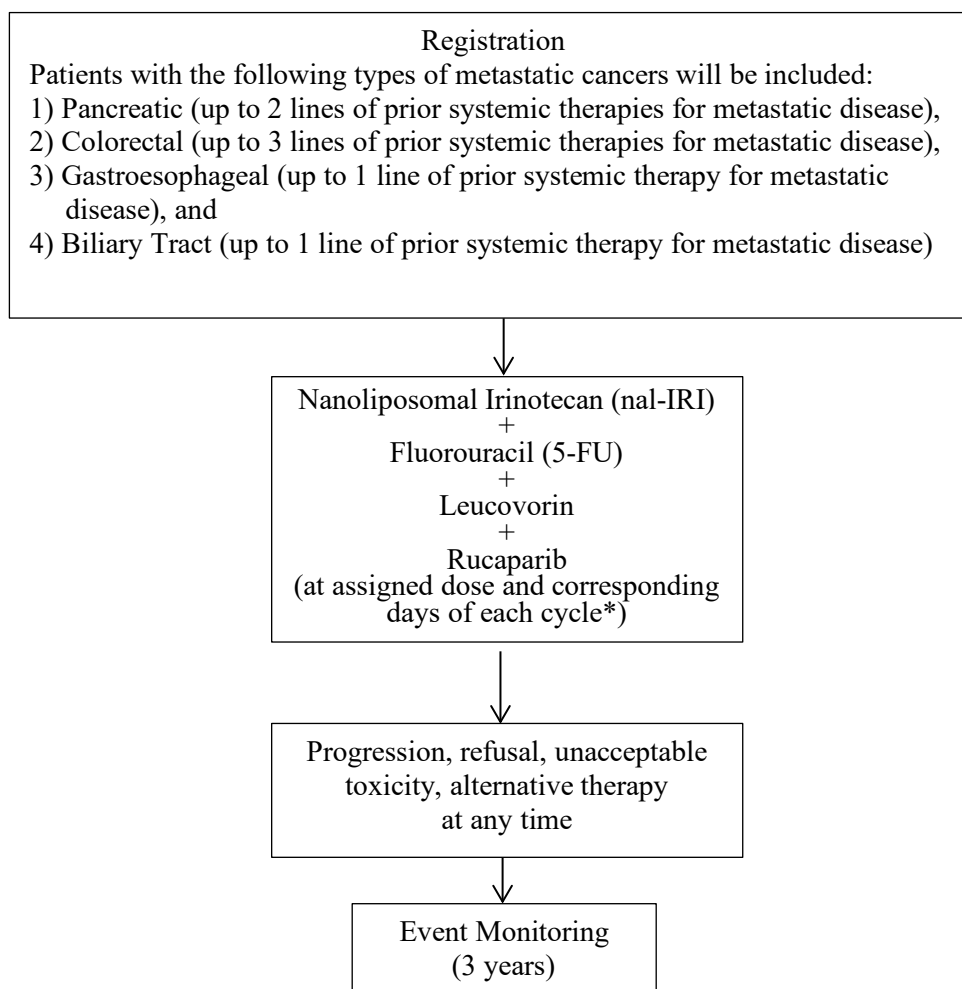 Registration
Patients with the following types of metastatic cancers will be included:
1) Pancreatic (up to 2 lines of prior systemic therapies for metastatic disease),
2) Colorectal (up to 3 lines of prior systemic therapies for metastatic disease),
3) Gastroesophageal (up to 1 line of prior systemic therapy for metastatic
disease), and
4) Biliary Tract (up to 1 line of prior systemic therapy for metastatic disease)
Nanoliposomal Irinotecan (nal-IRI)
+
Fluorouracil (5-FU)
+
Leucovorin
+
Rucaparib
(at assigned dose and corresponding
days of each cycle*)
Progression, refusal, unacceptable
toxicity, alternative therapy
at any time
Event Monitoring
(3 years)